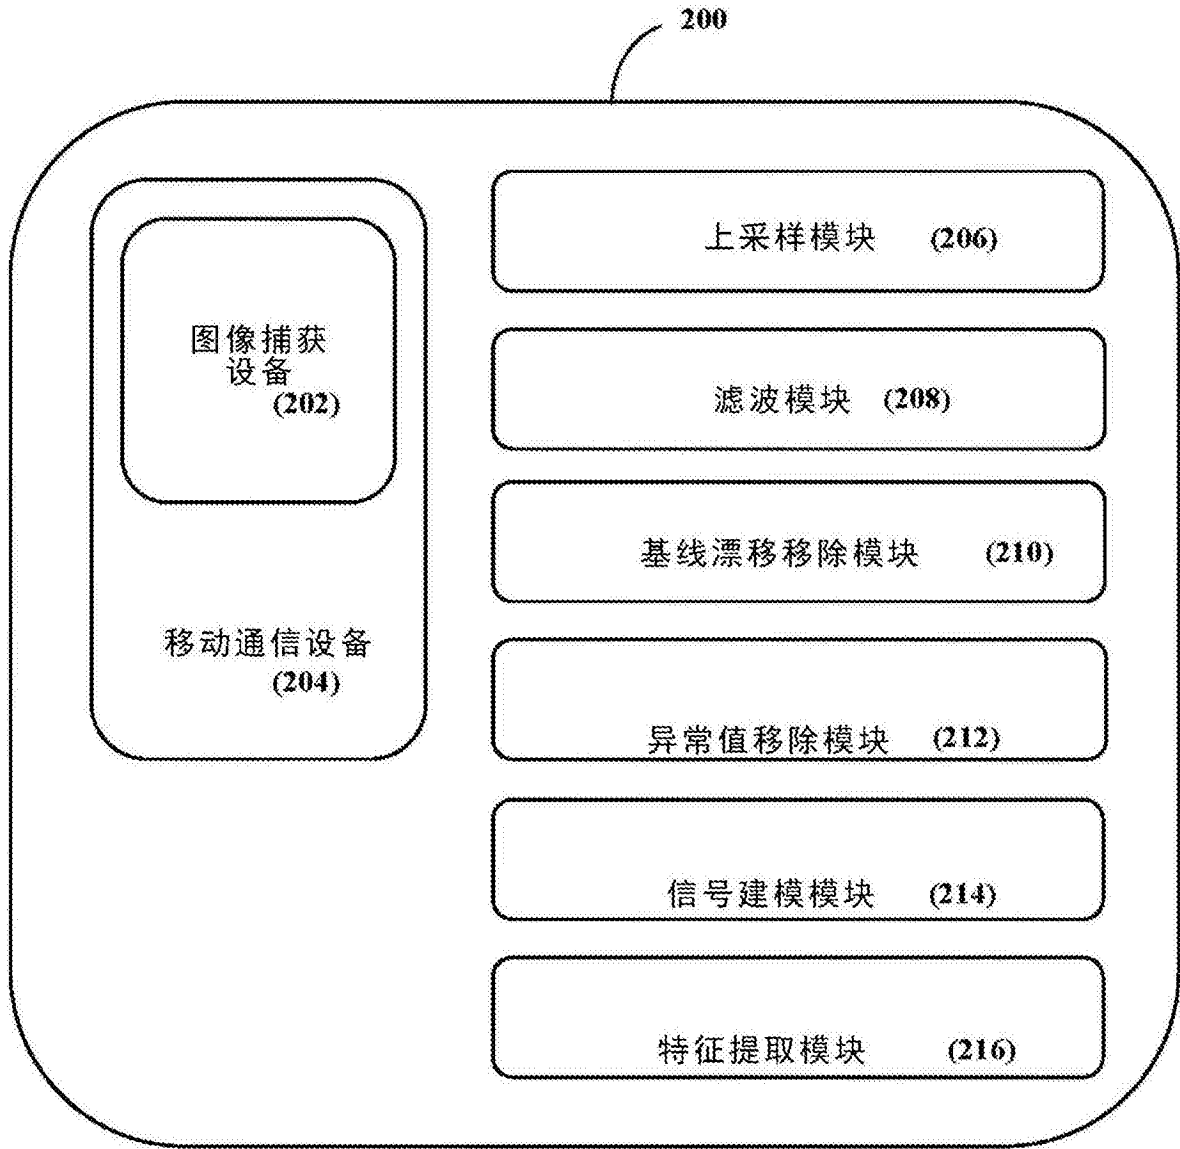 200
图像捕获
设备
(202)
移动通信设备
(204)
上采样模块 (206)
滤波模块 (208)
基线漂移移除模块 (210)
异常值移除模块 (212)
信号建模模块 (214)
特征提取模块 (216)